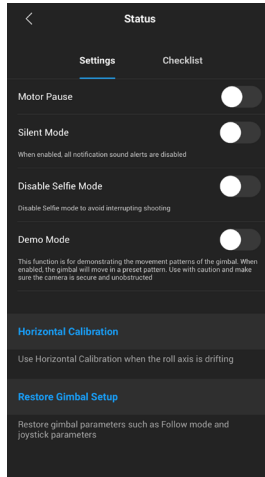 Status
Settings Checklist
Motor Pause
Silent Mode
When enabled, all notification sound alerts are disabled
Disable Selfie Mode
Disable Selfie mode to avoid interrupting shooting
Demo Mode
This function is for demonstrating the movement patterns of the gimbal. When
enabled, the gimbal will move in a preset pattern. Use with caution and make
sure the camera is secure and unobstructed
Horizontal Calibration
Use Horizontal Calibration when the roll axis is drifting
Restore Gimbal Setup
Restore gimbal parameters such as Follow mode and
joystick parameters